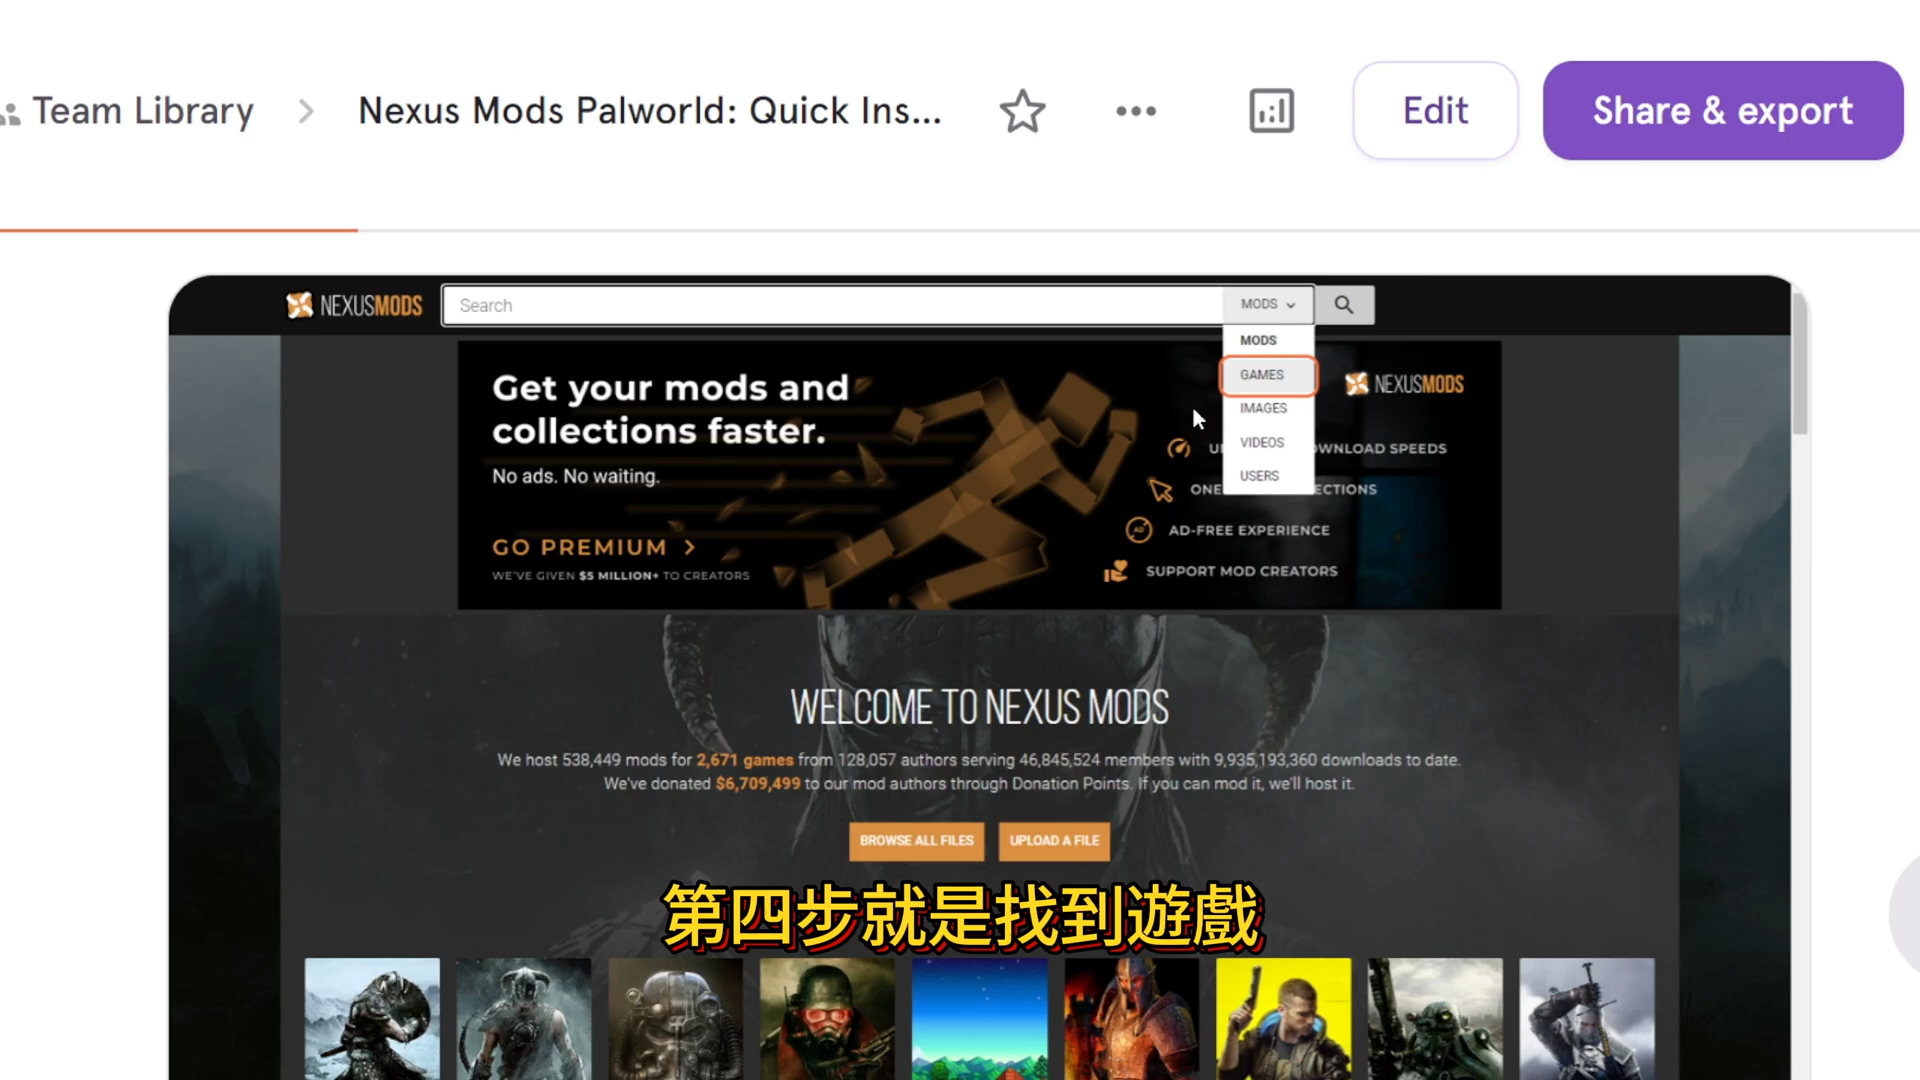 Team Library > Nexus Mods Palworld: Quick Ins...
Edit
Share & export
NEXUSMODS
Search
MODS
MODS
GAMES
IMAGES
VIDEOS
USERS
Get your mods and
collections faster.
No ads. No waiting.
GO PREMIUM >
WE'VE GIVEN $5 MILLION+ TO CREATORS
NEXUSMODS
DOWNLOAD SPEEDS
ONE
AD-FREE EXPERIENCE
SUPPORT MOD CREATORS
WELCOME TO NEXUS MODS
We host 538,449 mods for 2,671 games from 128,057 authors serving 46,845,524 members with 9,935,193,360 downloads to date.
We've donated $6,709,499 to our mod authors through Donation Points. If you can mod it, we'll host it.
BROWSE ALL FILES
UPLOAD A FILE
第四步就是找到遊戲